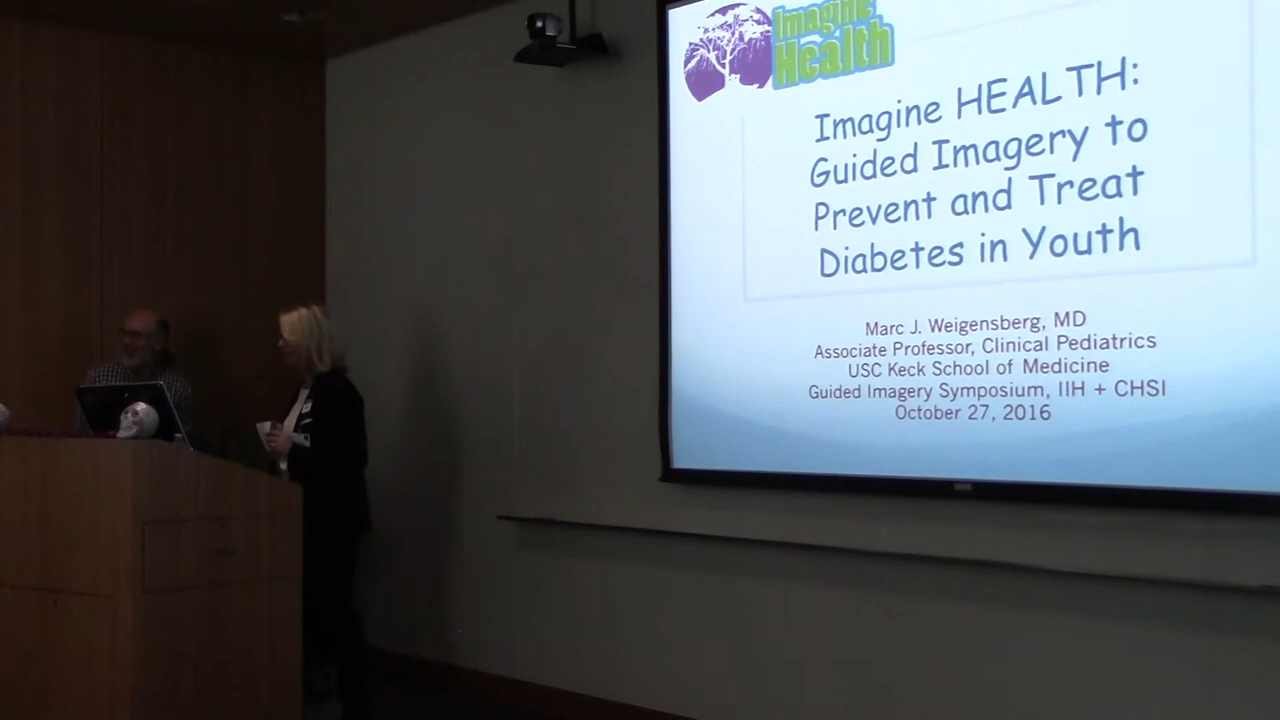 Imagine
Health
Imagine HEALTH:
Guided Imagery to
Prevent and Treat
Diabetes in Youth
Marc J. Weigensberg, MD
Associate Professor, Clinical Pediatrics
USC Keck School of Medicine
Guided Imagery Symposium, IIH + CHSI
October 27, 2016